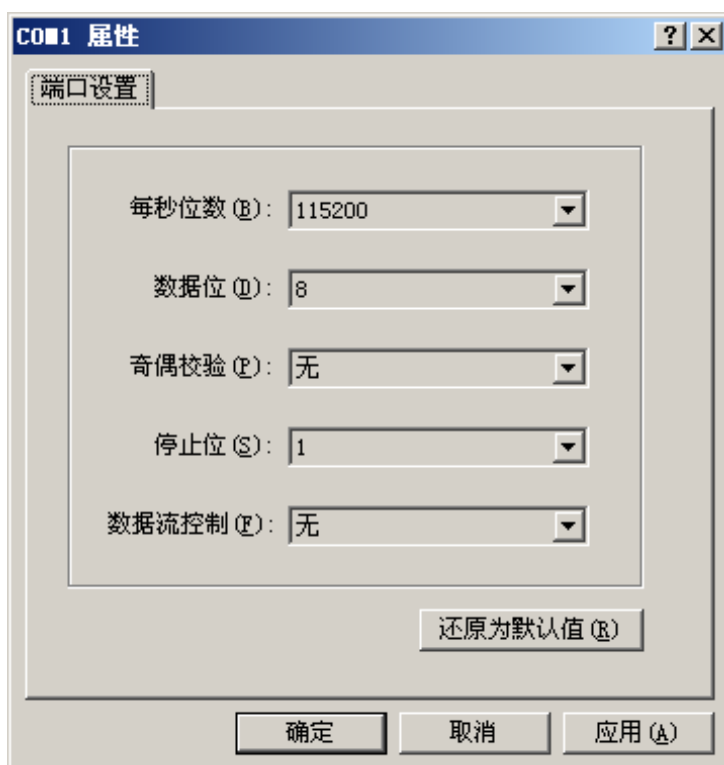 COM1 属性
端口设置
每秒位数(B): 115200
数据位(D): 8
奇偶校验(P): 无
停止位(S): 1
数据流控制(F): 无
还原为默认值(R)
确定 取消 应用(A)